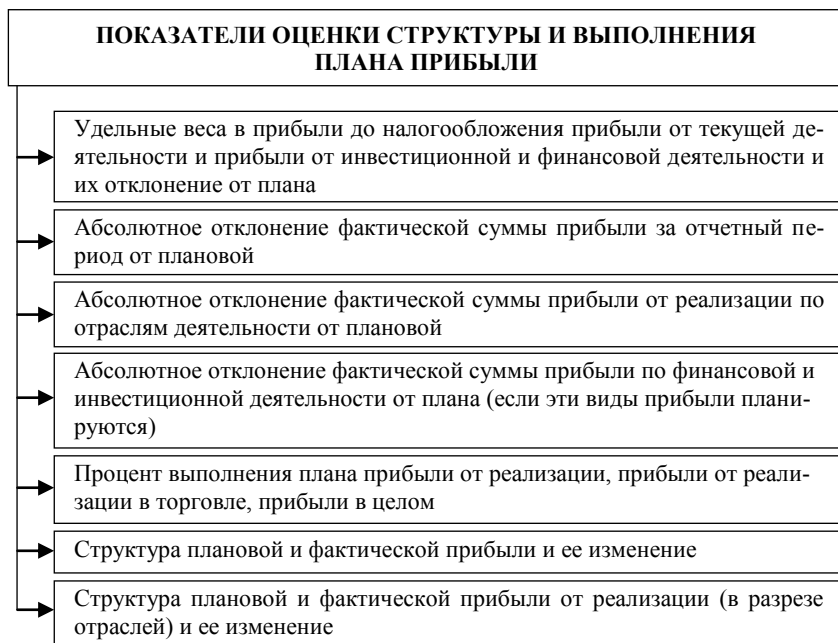 ПОКАЗАТЕЛИ ОЦЕНКИ СТРУКТУРЫ И ВЫПОЛНЕНИЯ
ПЛАНА ПРИБЫЛИ
Удельные веса в прибыли до налогообложения прибыли от текущей де-
ятельности и прибыли от инвестиционной и финансовой деятельности и
их отклонение от плана
Абсолютное отклонение фактической суммы прибыли за отчетный пе-
риод от плановой
Абсолютное отклонение фактической суммы прибыли от реализации по
отраслям деятельности от плановой
Абсолютное отклонение фактической суммы прибыли по финансовой и
инвестиционной деятельности от плана (если эти виды прибыли плани-
руются)
Процент выполнения плана прибыли от реализации, прибыли от реали-
зации в торговле, прибыли в целом
Структура плановой и фактической прибыли и ее изменение
Структура плановой и фактической прибыли от реализации (в разрезе
отраслей) и ее изменение